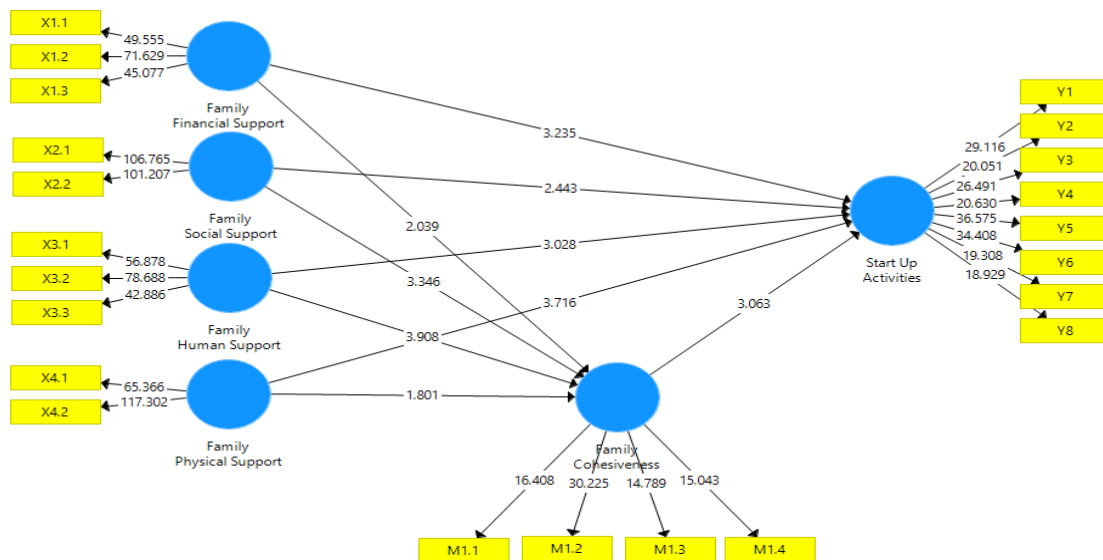 X1.1
49.555
X1.2
71.629
X1.3
45.077
Family
Financial Support
X2.1
106.765
X2.2
101.207
Family
Social Support
X3.1
56.878
X3.2
78.688
X3.3
42.886
Family
Human Support
X4.1
65.366
X4.2
117.302
Family
Physical Support
3.235
2.443
2.039
3.028
3.346
3.716
3.908
1.801
3.063
Family
Cohesiveness
16.408
30.225
14.789
15.043
M1.1
M1.2
M1.3
M1.4
Start Up
Activities
29.116
20.051
26.491
20.630
36.575
34.408
19.308
18.929
Y1
Y2
Y3
Y4
Y5
Y6
Y7
Y8